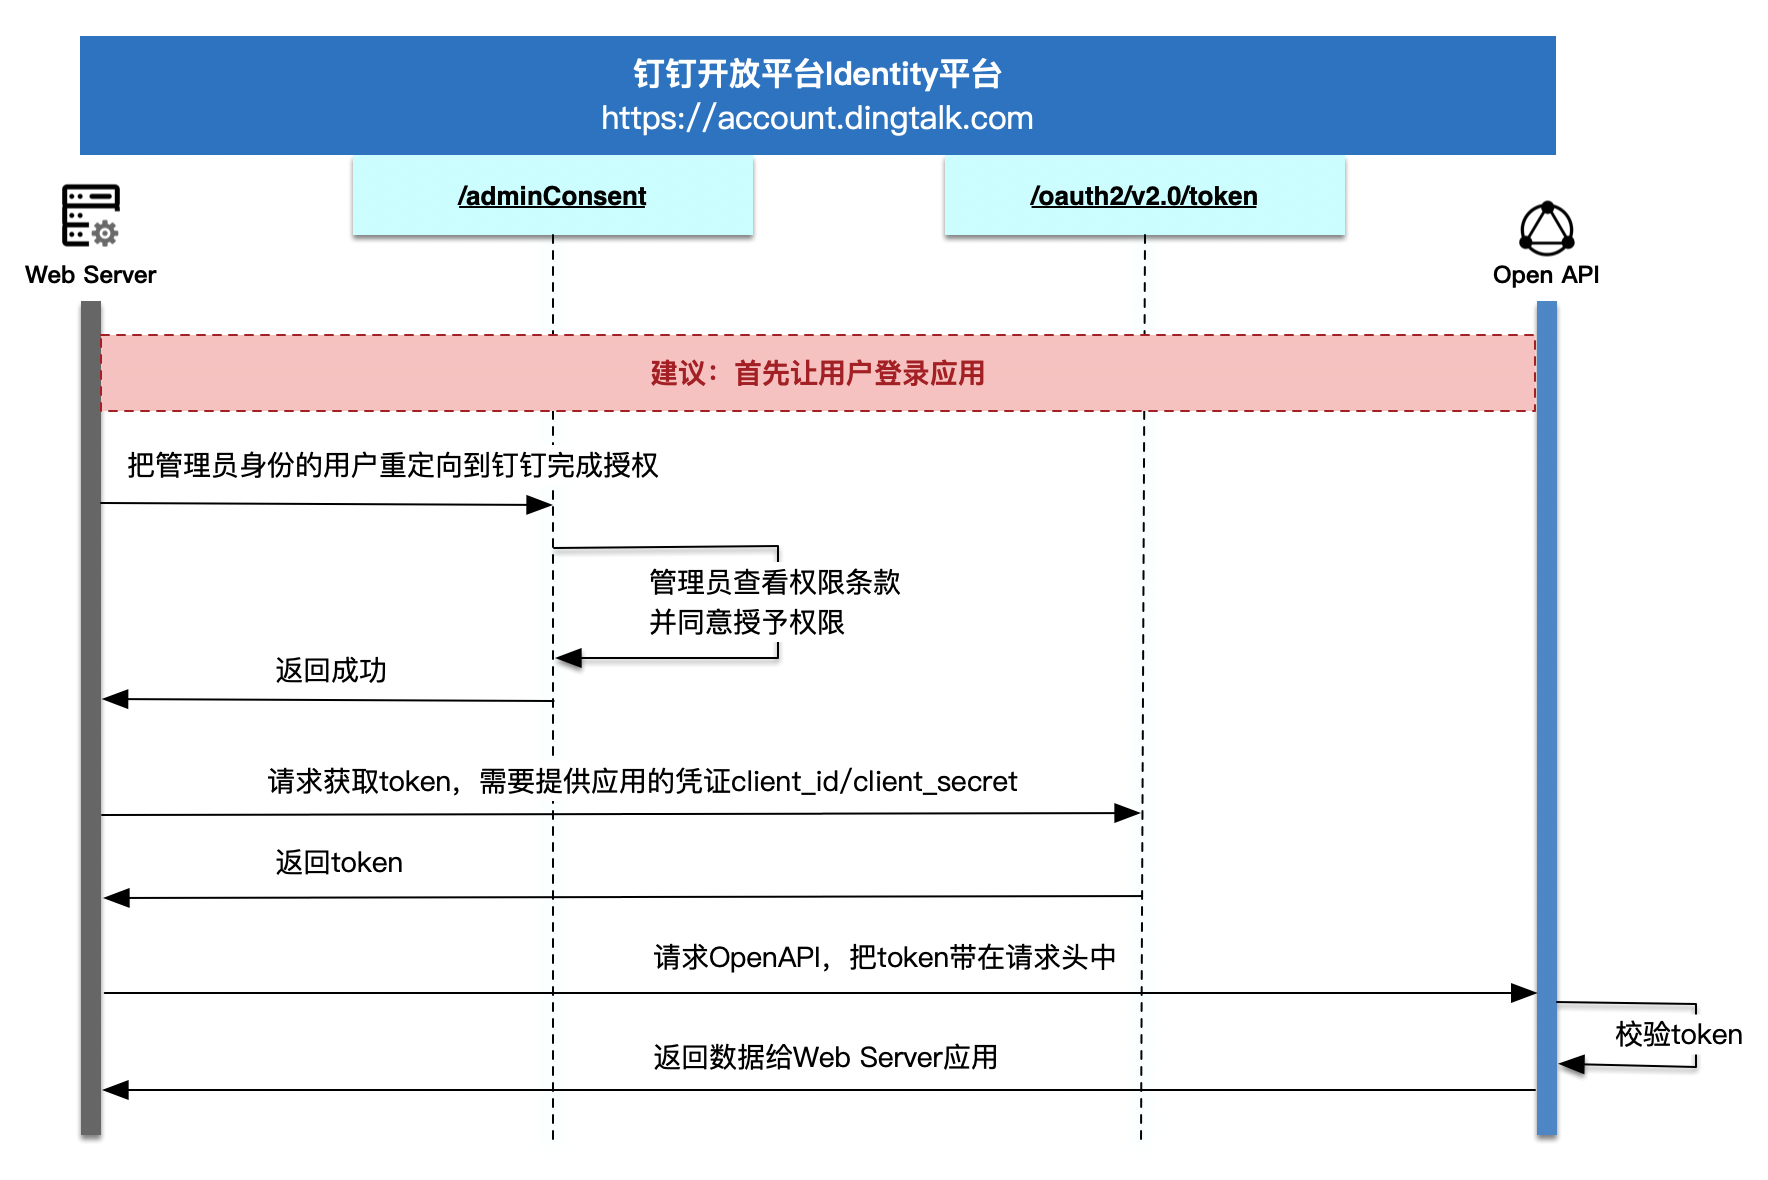 钉钉开放平台Identity平台
https://account.dingtalk.com
/adminConsent
/oauth2/v2.0/token
Web Server
Open API
建议：首先让用户登录应用
把管理员身份的用户重定向到钉钉完成授权
管理员查看权限条款
并同意授予权限
返回成功
请求获取token，需要提供应用的凭证client_id/client_secret
返回token
请求OpenAPI，把token带在请求头中
校验token
返回数据给Web Server应用